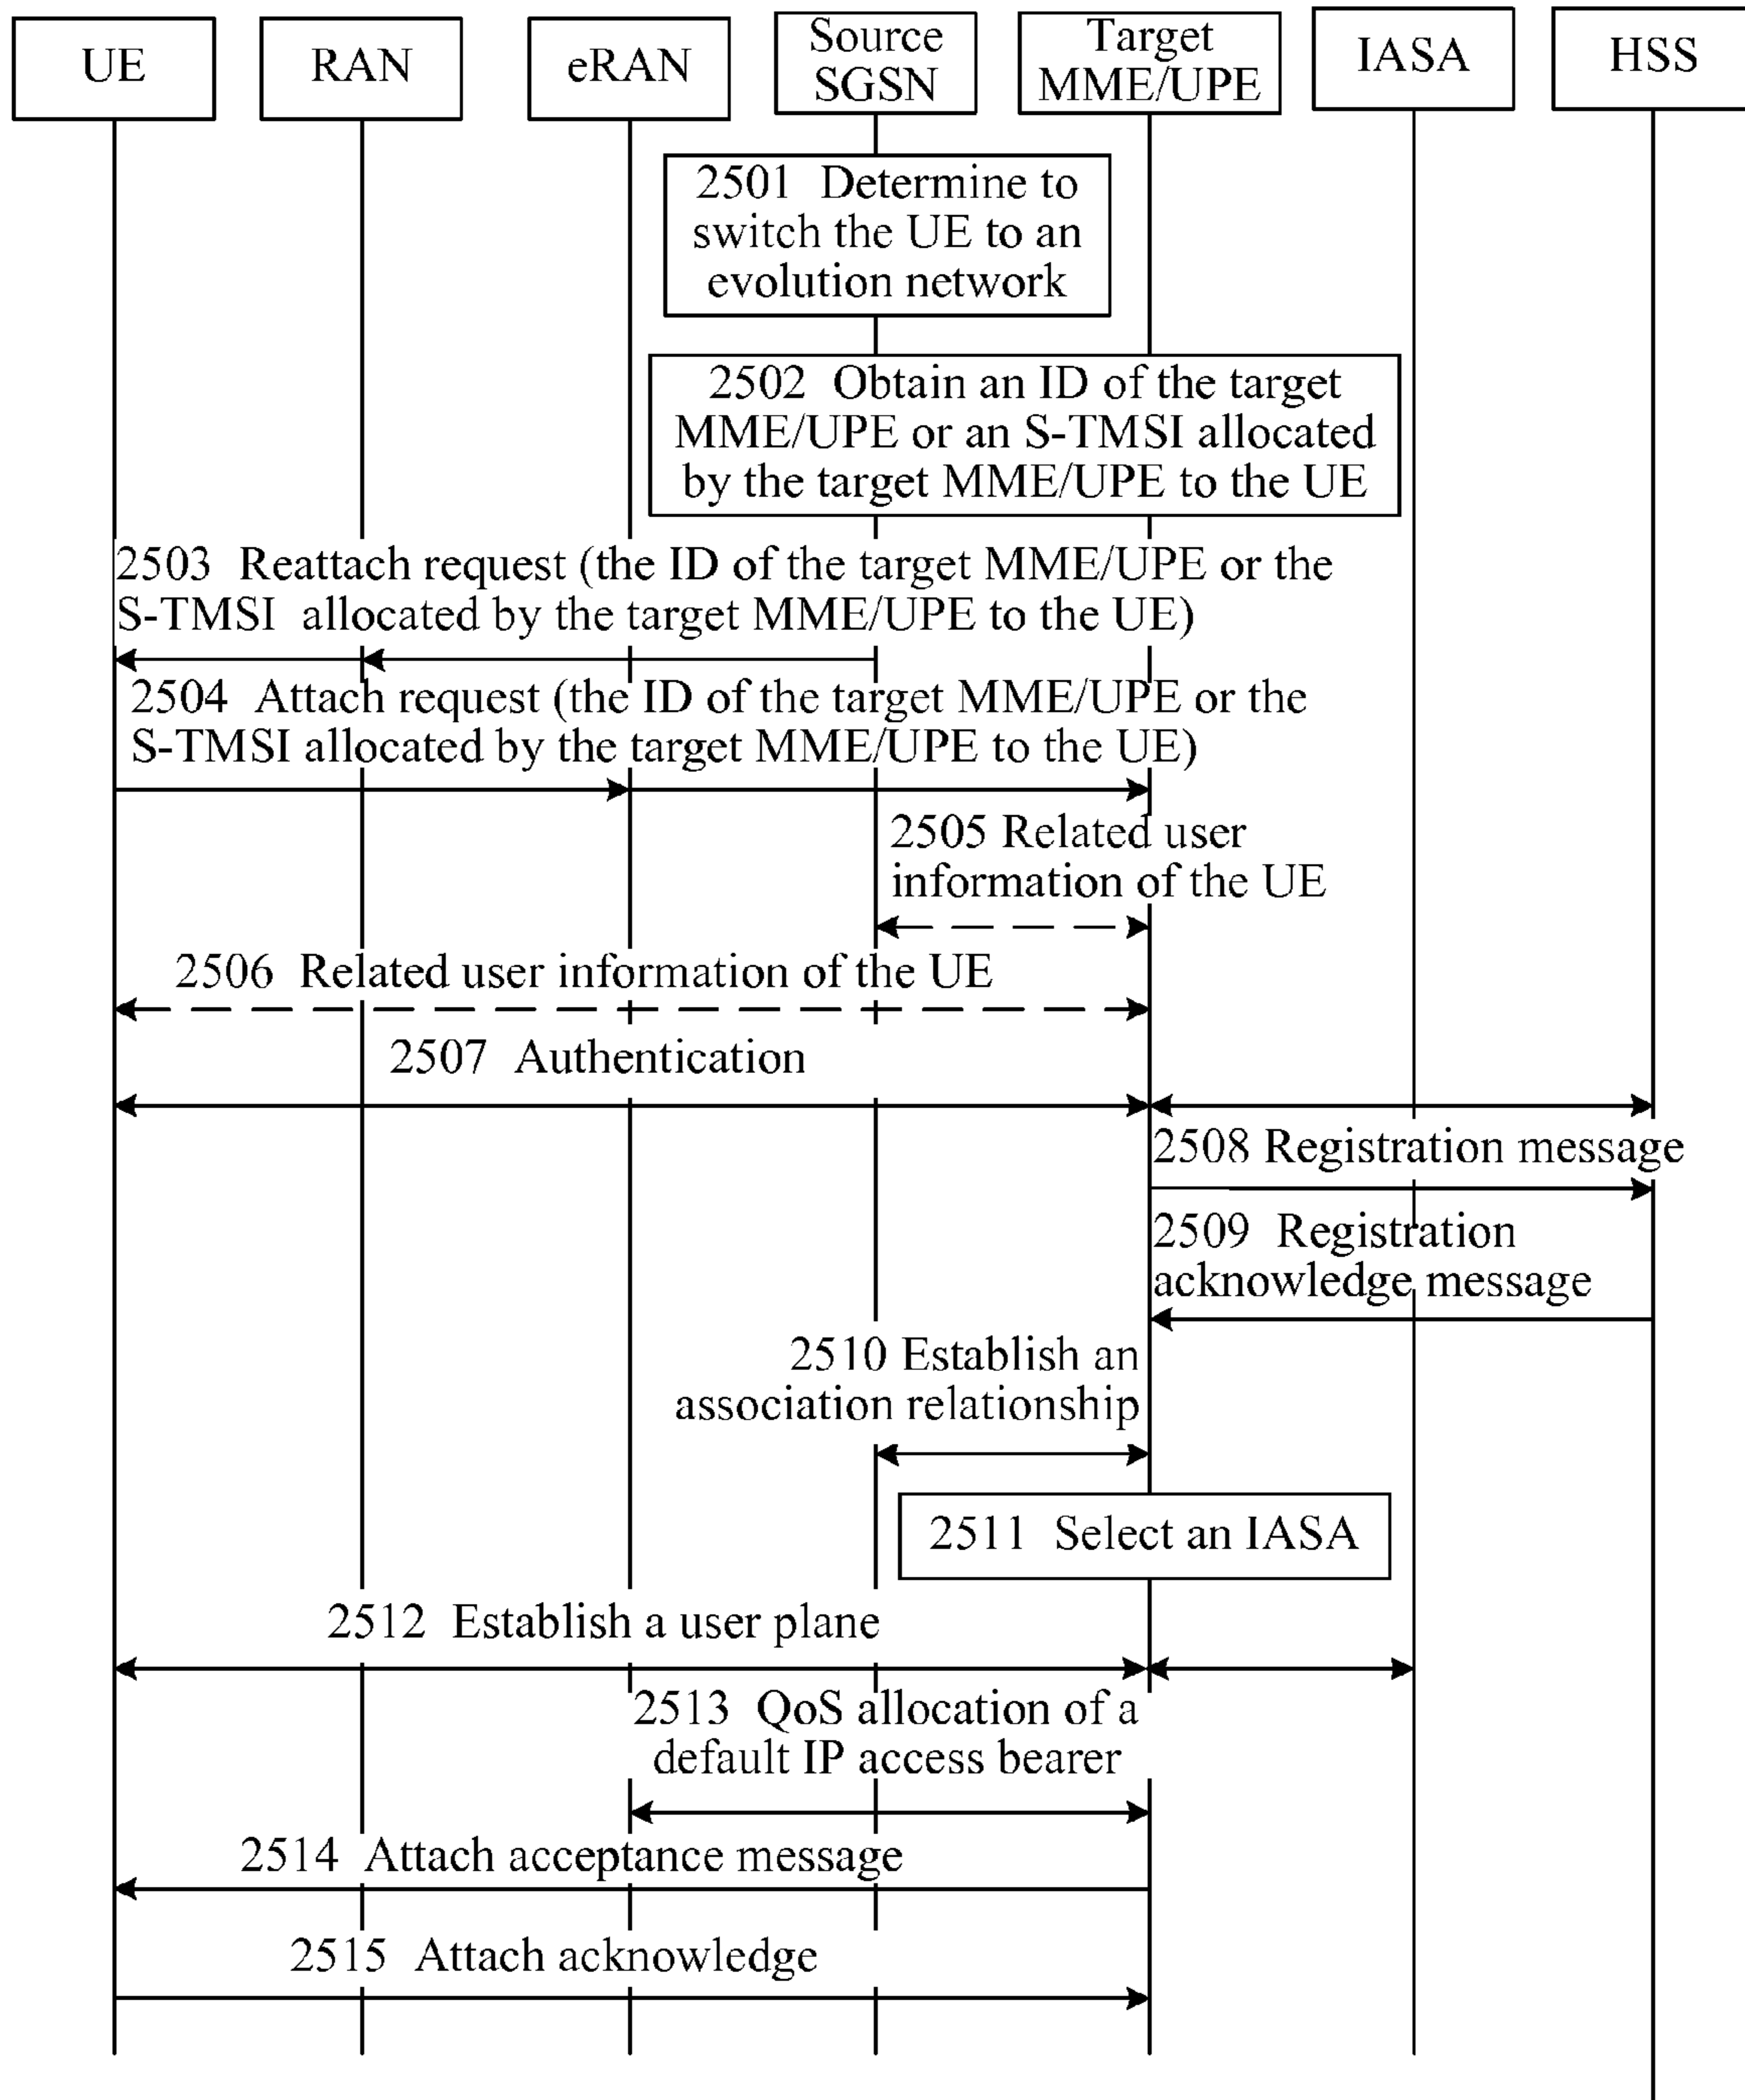 UE
RAN
eRAN
Source
SGSN
Target
MME/UPE
IASA
HSS
2501 Determine to
switch the UE to an
evolution network
2502 Obtain an ID of the target
MME/UPE or an S-TMSI allocated
by the target MME/UPE to the UE
2503 Reattach request (the ID of the target MME/UPE or the
S-TMSI allocated by the target MME/UPE to the UE)
2504 Attach request (the ID of the target MME/UPE or the
S-TMSI allocated by the target MME/UPE to the UE)
2505 Related user
information of the UE
2506 Related user information of the UE
2507 Authentication
2508 Registration message
2509 Registration
acknowledge message
2510 Establish an
association relationship
2511 Select an IASA
2512 Establish a user plane
2513 QoS allocation of a
default IP access bearer
2514 Attach acceptance message
2515 Attach acknowledge